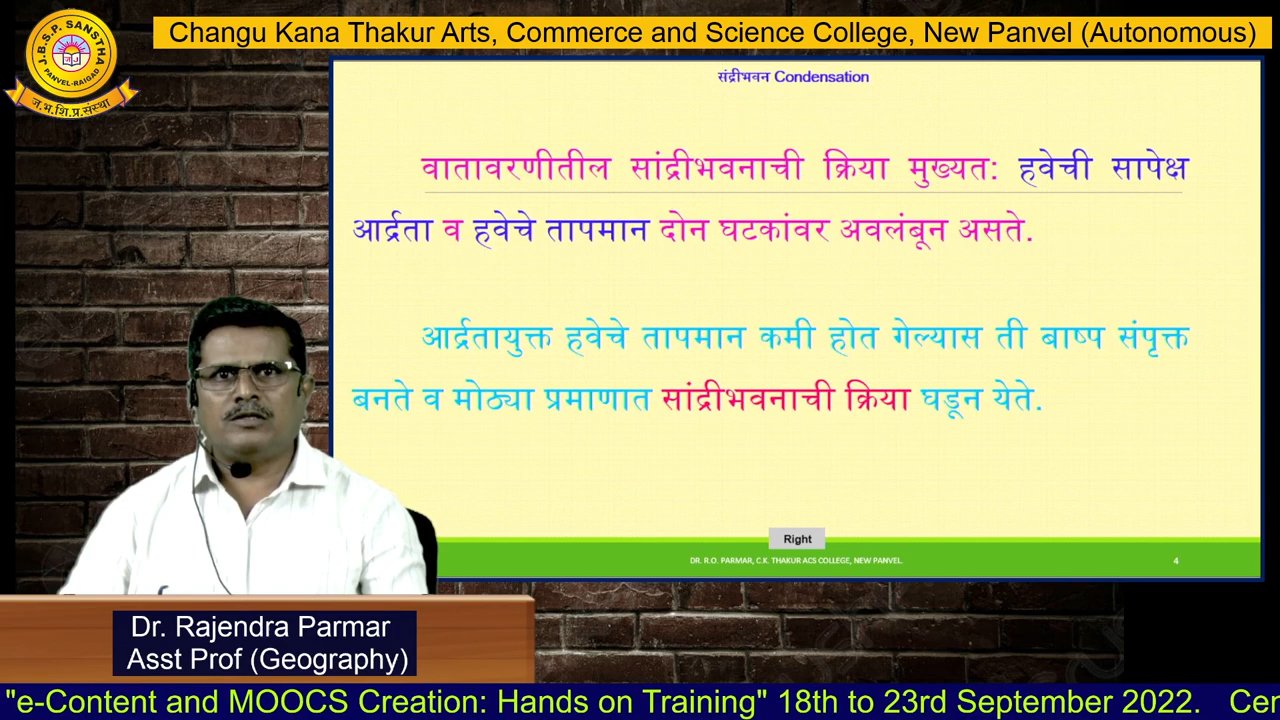 Changu Kana Thakur Arts, Commerce and Science College, New Panvel (Autonomous)
J.B.S.P. SANSTHA
PANVEL-RAIGAD
ज.भ.शि.प्र.संस्था
संद्रीभवन Condensation
वातावरणीतील सांद्रीभवनाची क्रिया मुख्यत: हवेची सापेक्ष
आर्द्रता व हवेचे तापमान दोन घटकांवर अवलंबून असते.
आर्द्रतायुक्त हवेचे तापमान कमी होत गेल्यास ती बाष्प संपृक्त
बनते व मोठ्या प्रमाणात सांद्रीभवनाची क्रिया घडून येते.
Right
DR. R.O. PARMAR, C.K. THAKUR ACS COLLEGE, NEW PANVEL.
4
Dr. Rajendra Parmar
Asst Prof (Geography)
"e-Content and MOOCS Creation: Hands on Training" 18th to 23rd September 2022. Cer